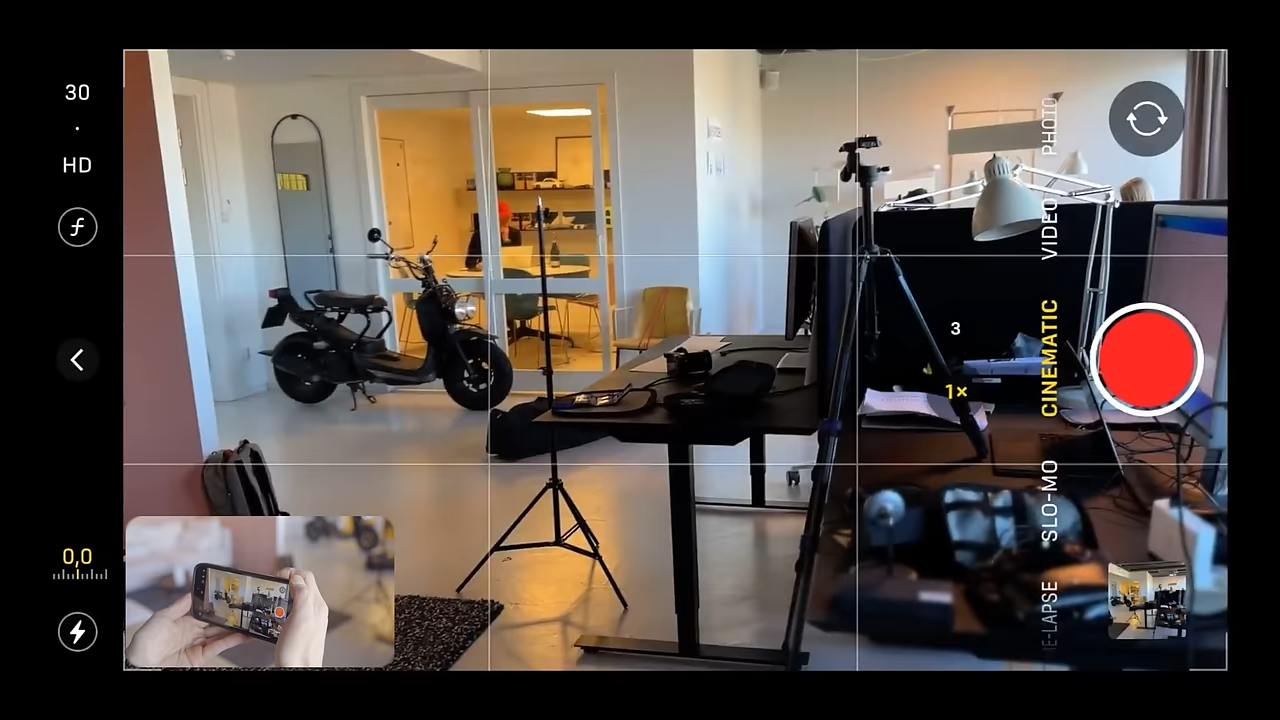 30
·
HD
0,0
3
1×
PHOTO
VIDEO
CINEMATIC
SLO-MO
E-LAPSE